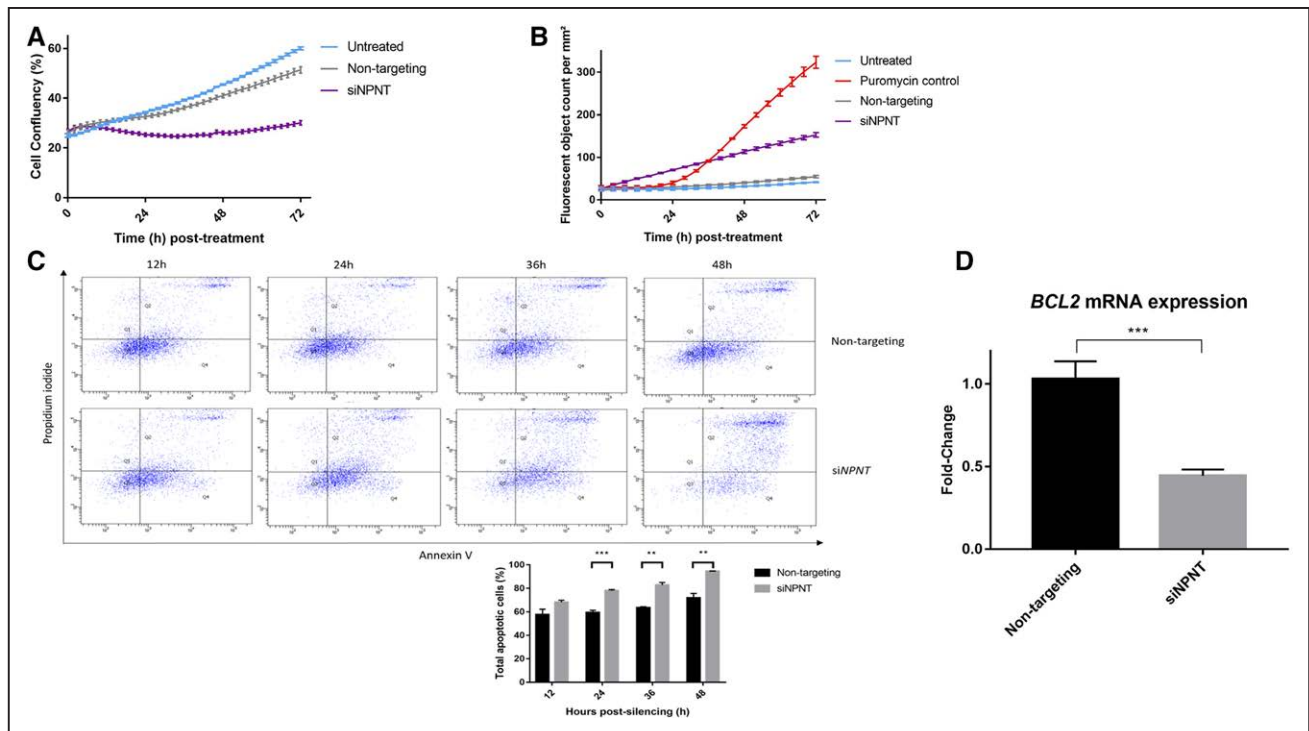 A
Cell Confluency (%)
60
40
20
0
0
24
48
72
Time (h) post-treatment
Untreated
Non-targeting
siNPNT
B
Fluorescent object count per mm²
300
200
100
0
0
24
48
72
Time (h) post-treatment
Untreated
Puromycin control
Non-targeting
siNPNT
C
12h
24h
36h
48h
Propidium iodide
Non-targeting
siNPNT
Annexin V
Total apoptotic cells (%)
100
80
60
40
20
0
***
**
**
12
24
36
48
Hours post-silencing (h)
Non-targeting
siNPNT
D
BCL2 mRNA expression
***
Fold-Change
1.0
0.5
0.0
Non-targeting
siNPNT